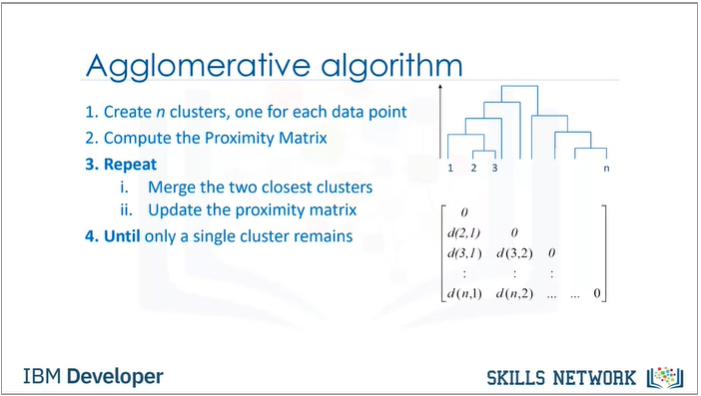 Agglomerative algorithm
1. Create n clusters, one for each data point
2. Compute the Proximity Matrix
3. Repeat
i. Merge the two closest clusters
ii. Update the proximity matrix
4. Until only a single cluster remains
1 2 3 n
0
d(2,1) 0
d(3,1) d(3,2) 0
: : :
d(n,1) d(n,2) ... ... 0
IBM Developer
SKILLS NETWORK